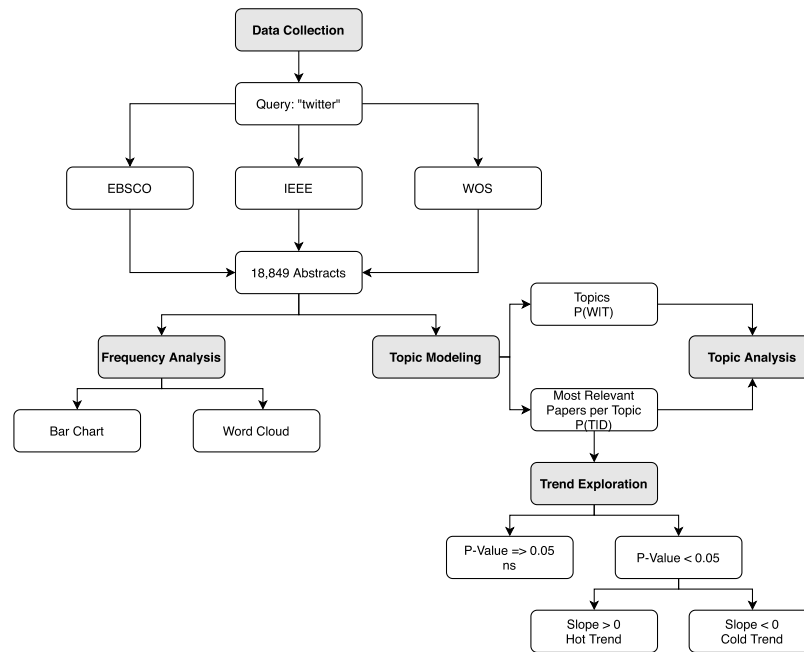 Data Collection
Query: "twitter"
EBSCO
IEEE
WOS
18,849 Abstracts
Topics
P(WIT)
Frequency Analysis
Topic Modeling
Topic Analysis
Most Relevant
Papers per Topic
P(TID)
Bar Chart
Word Cloud
Trend Exploration
P-Value => 0.05
ns
P-Value < 0.05
Slope > 0
Hot Trend
Slope < 0
Cold Trend